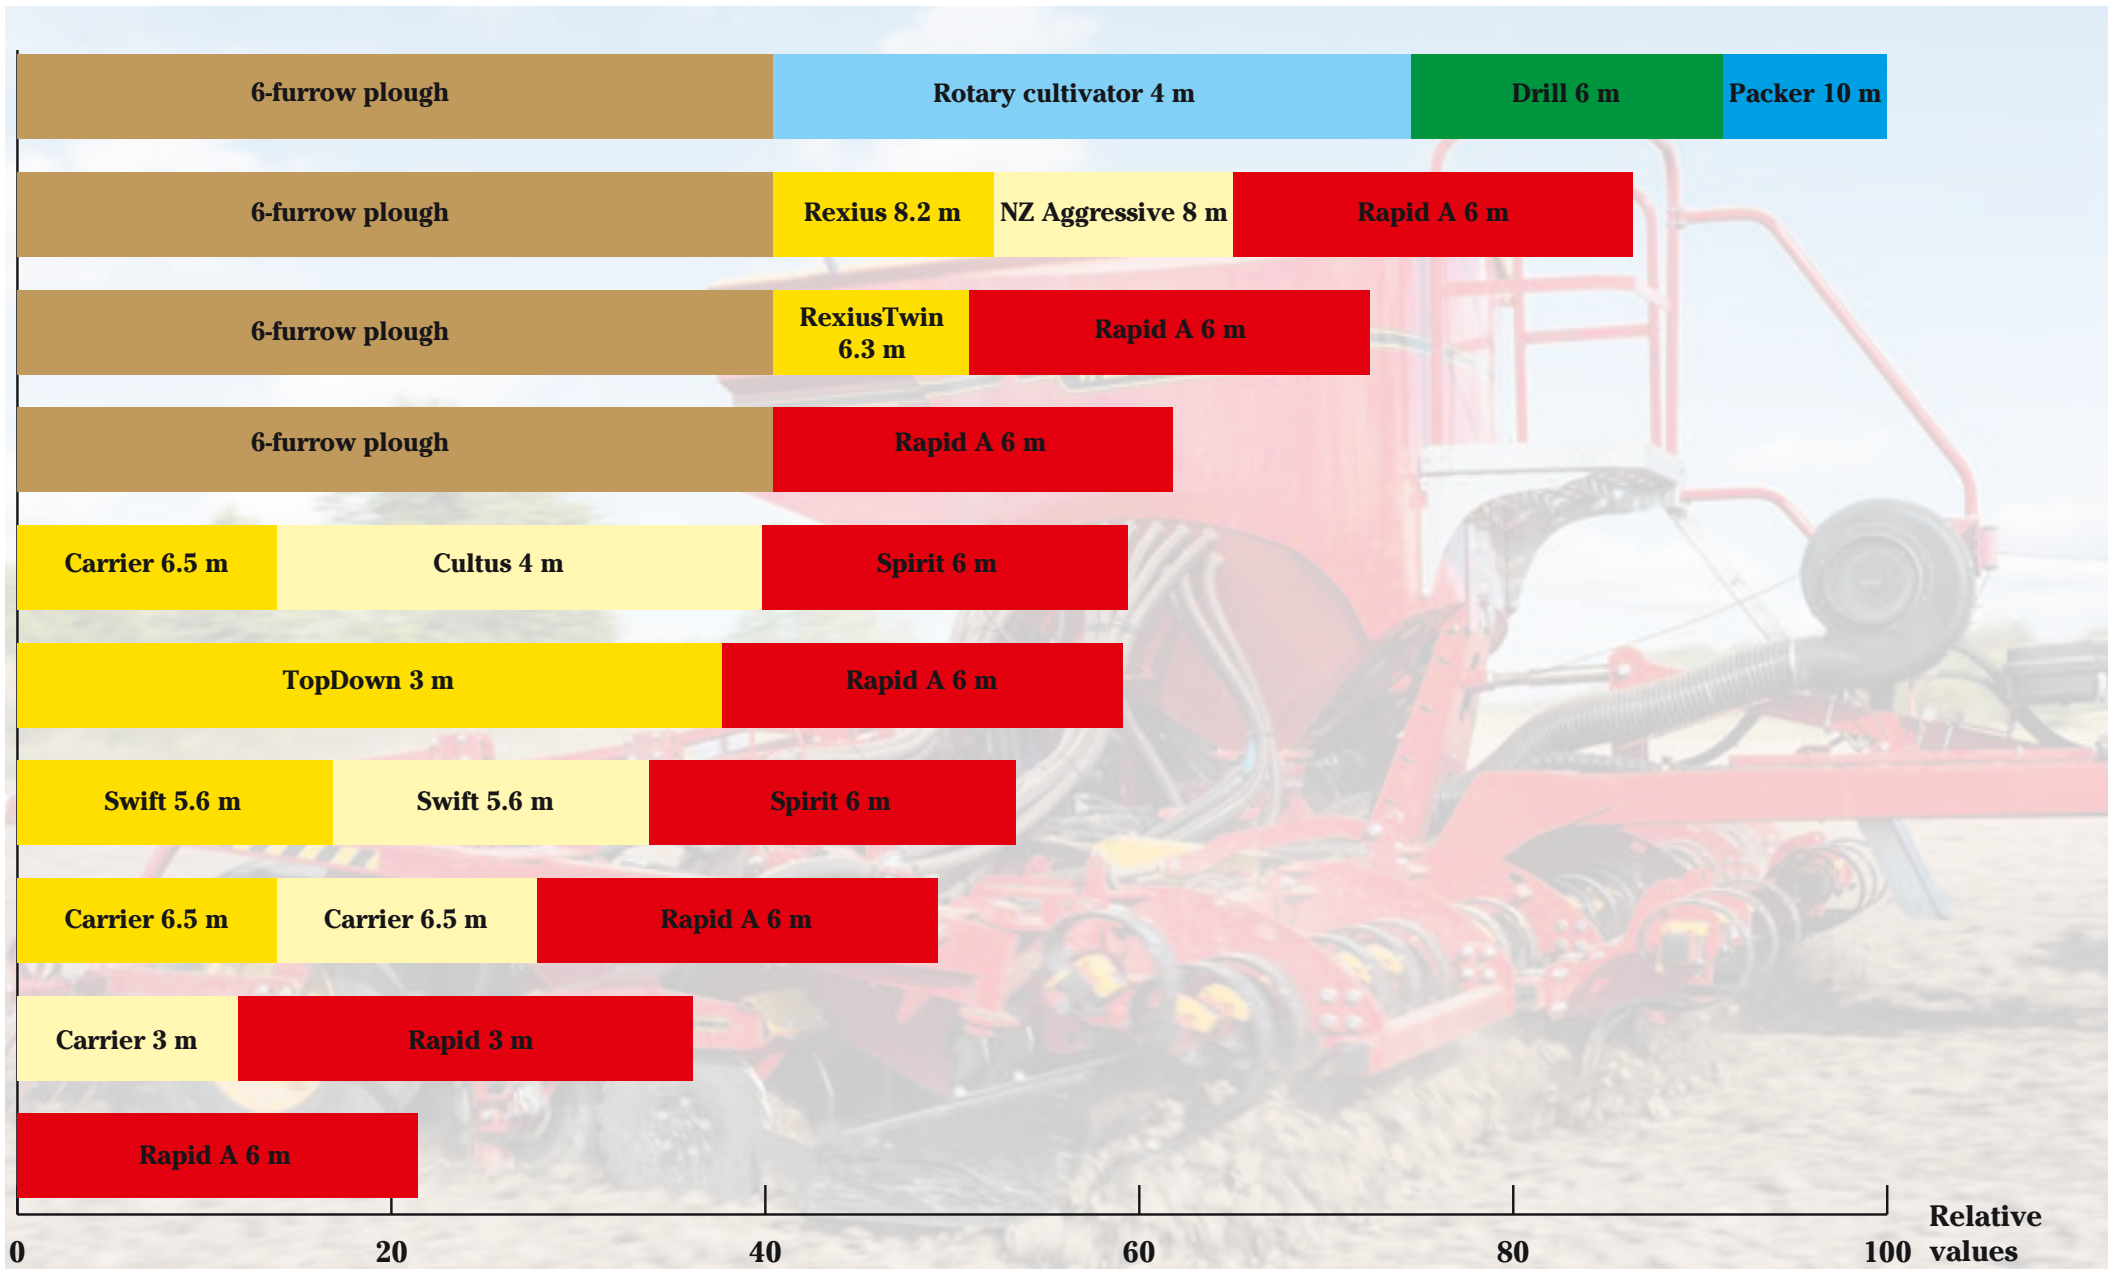 6-furrow plough Rotary cultivator 4 m Drill 6 m Packer 10 m
6-furrow plough Rexius 8.2 m NZ Aggressive 8 m Rapid A 6 m
6-furrow plough RexiusTwin
6.3 m Rapid A 6 m
6-furrow plough Rapid A 6 m
Carrier 6.5 m Cultus 4 m Spirit 6 m
TopDown 3 m Rapid A 6 m
Swift 5.6 m Swift 5.6 m Spirit 6 m
Carrier 6.5 m Carrier 6.5 m Rapid A 6 m
Carrier 3 m Rapid 3 m
Rapid A 6 m
0 20 40 60 80 100
Relative
values